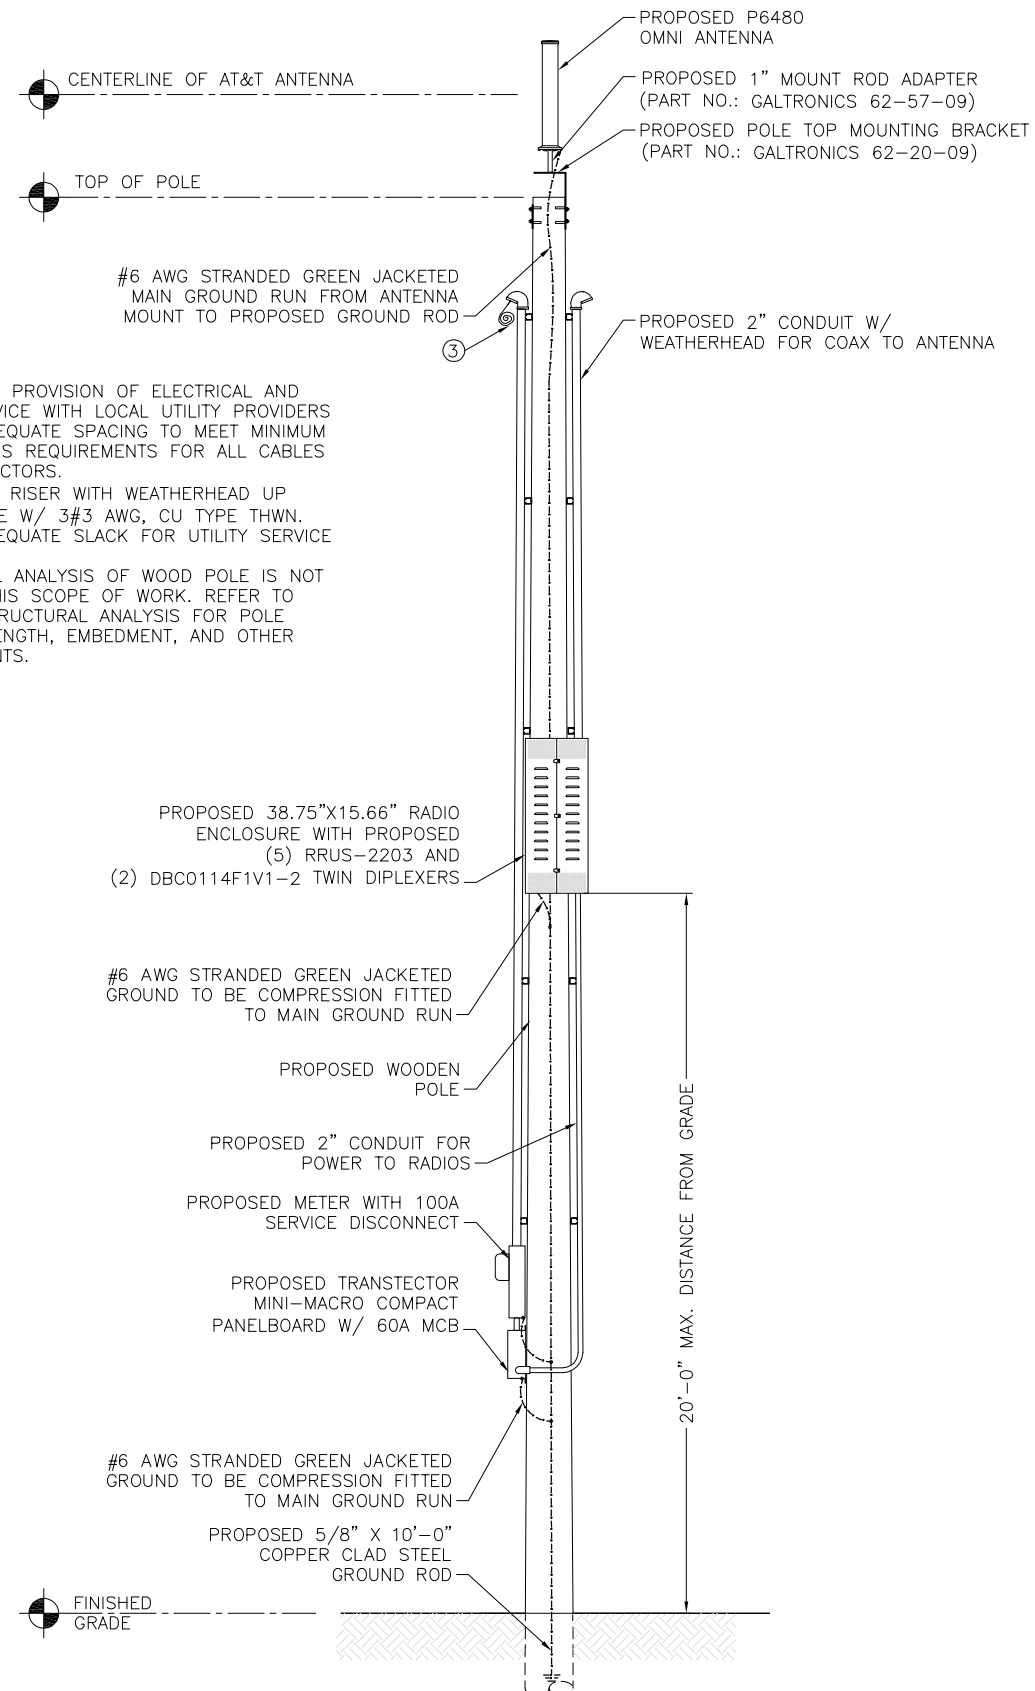 PROPOSED P6480
OMNI ANTENNA
CENTERLINE OF AT&T ANTENNA
PROPOSED 1" MOUNT ROD ADAPTER
(PART NO.: GALTRONICS 62-57-09)
PROPOSED POLE TOP MOUNTING BRACKET
(PART NO.: GALTRONICS 62-20-09)
TOP OF POLE
#6 AWG STRANDED GREEN JACKETED
MAIN GROUND RUN FROM ANTENNA
MOUNT TO PROPOSED GROUND ROD
3
PROPOSED 2" CONDUIT W/
WEATHERHEAD FOR COAX TO ANTENNA
PROVISION OF ELECTRICAL AND
VICE WITH LOCAL UTILITY PROVIDERS
EQUATE SPACING TO MEET MINIMUM
S REQUIREMENTS FOR ALL CABLES
CTORS.
RISER WITH WEATHERHEAD UP
E W/ 3#3 AWG, CU TYPE THWN.
EQUATE SLACK FOR UTILITY SERVICE
L ANALYSIS OF WOOD POLE IS NOT
HIS SCOPE OF WORK. REFER TO
RUCTURAL ANALYSIS FOR POLE
ENGTH, EMBEDMENT, AND OTHER
NTS.
PROPOSED 38.75"X15.66" RADIO
ENCLOSURE WITH PROPOSED
(5) RRUS-2203 AND
(2) DBC0114F1V1-2 TWIN DIPLEXERS
#6 AWG STRANDED GREEN JACKETED
GROUND TO BE COMPRESSION FITTED
TO MAIN GROUND RUN
PROPOSED WOODEN
POLE
PROPOSED 2" CONDUIT FOR
POWER TO RADIOS
PROPOSED METER WITH 100A
SERVICE DISCONNECT
PROPOSED TRANSTECTOR
MINI-MACRO COMPACT
PANELBOARD W/ 60A MCB
20'-0" MAX. DISTANCE FROM GRADE
#6 AWG STRANDED GREEN JACKETED
GROUND TO BE COMPRESSION FITTED
TO MAIN GROUND RUN
PROPOSED 5/8" X 10'-0"
COPPER CLAD STEEL
GROUND ROD
FINISHED
GRADE